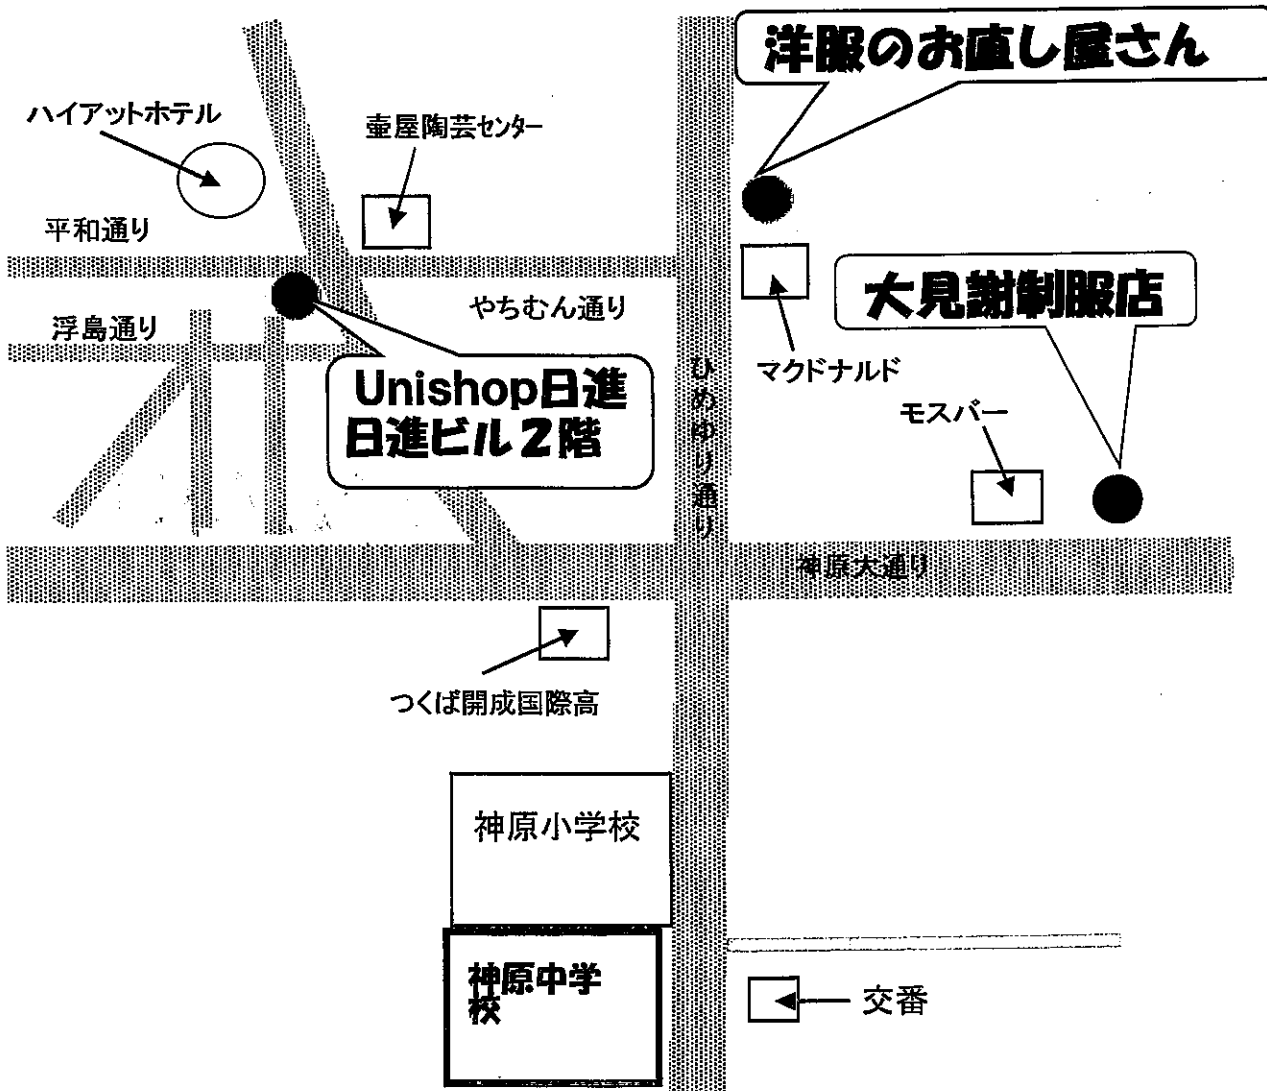 洋服のお直し屋さん
ハイアットホテル
壷屋陶芸センター
平和通り
大見謝制服店
やちむん通り
浮島通り
マクドナルド
Unishop日進
日進ビル2階
ひめゆり通り
モスバー
神原大通り
つくば開成国際高
神原小学校
神原中学
校
交番